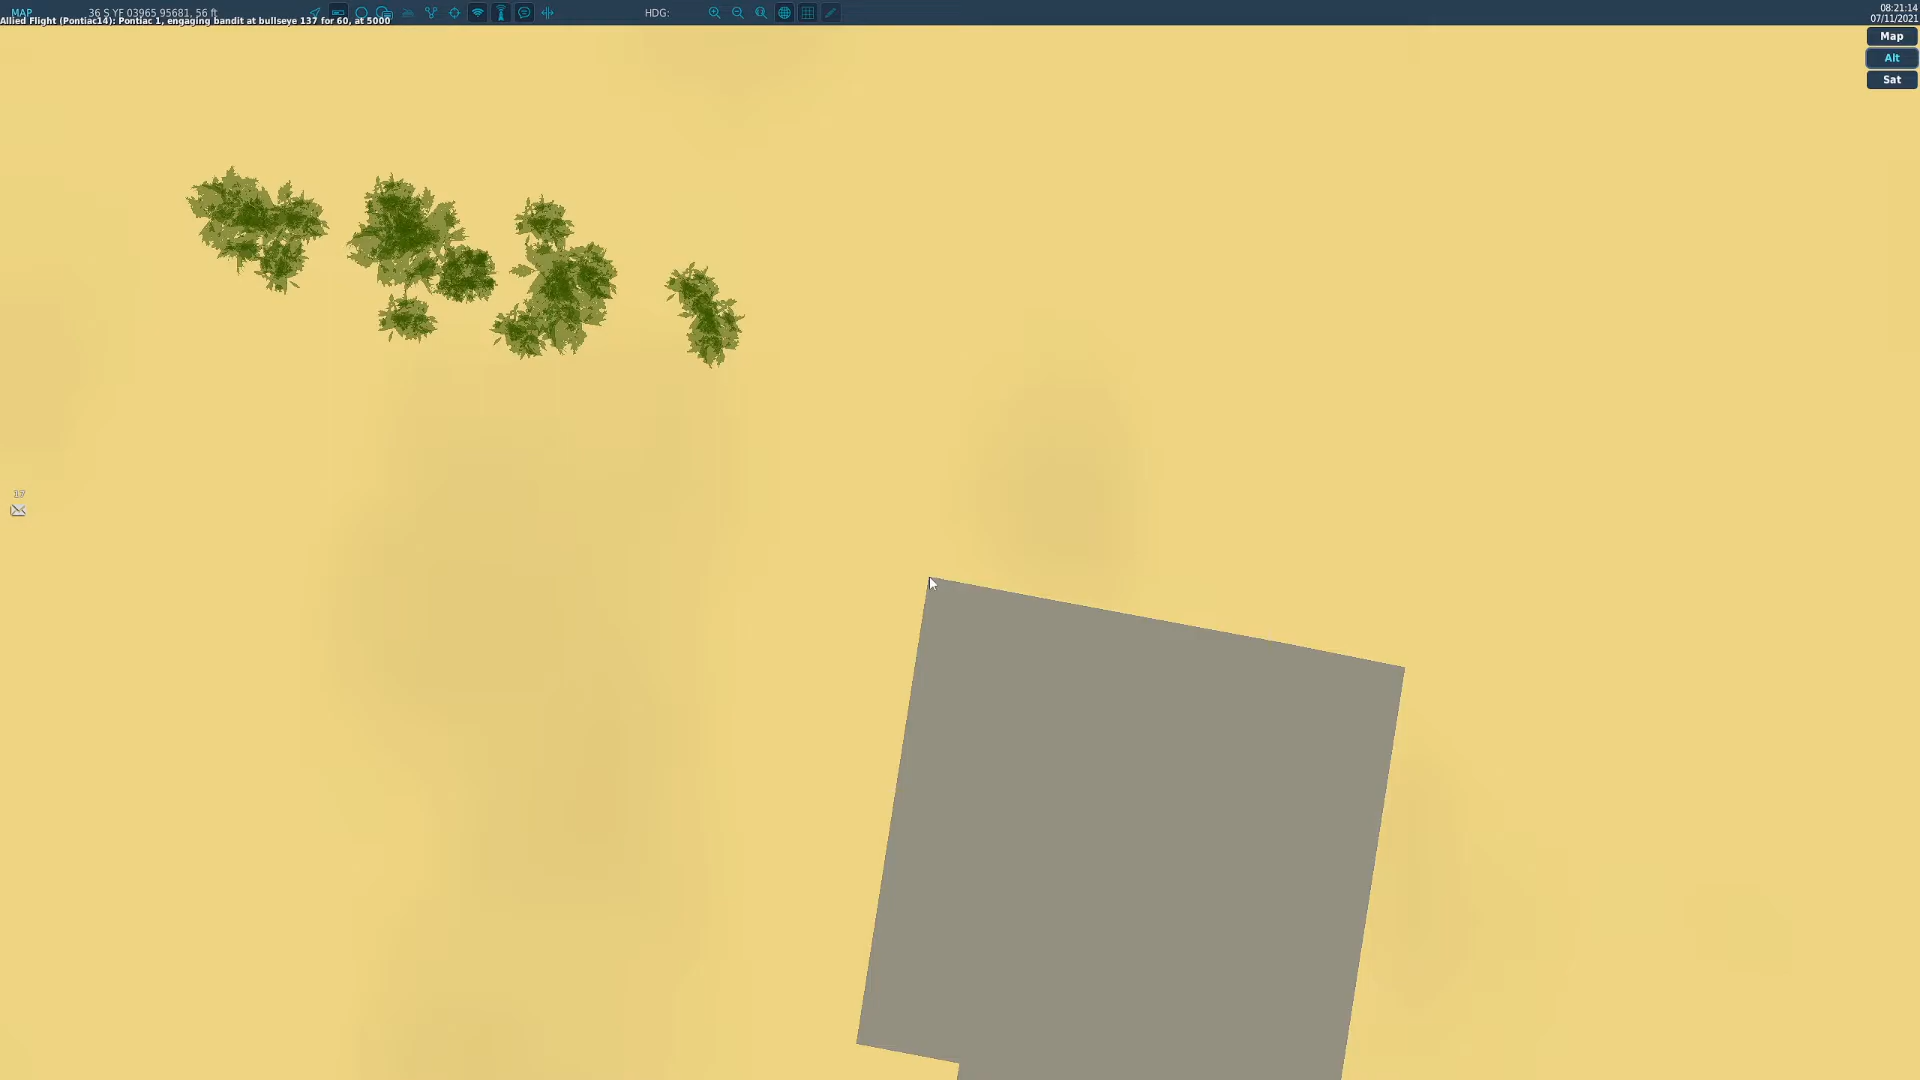 MAP
36 S YF 03965 95681, 56 ft
HDG:
08:21:14
Allied Flight (Pontiac14): Pontiac 1, engaging bandit at bullseye 137 for 60, at 5000
07/11/2021
Map
Alt
Sat
17